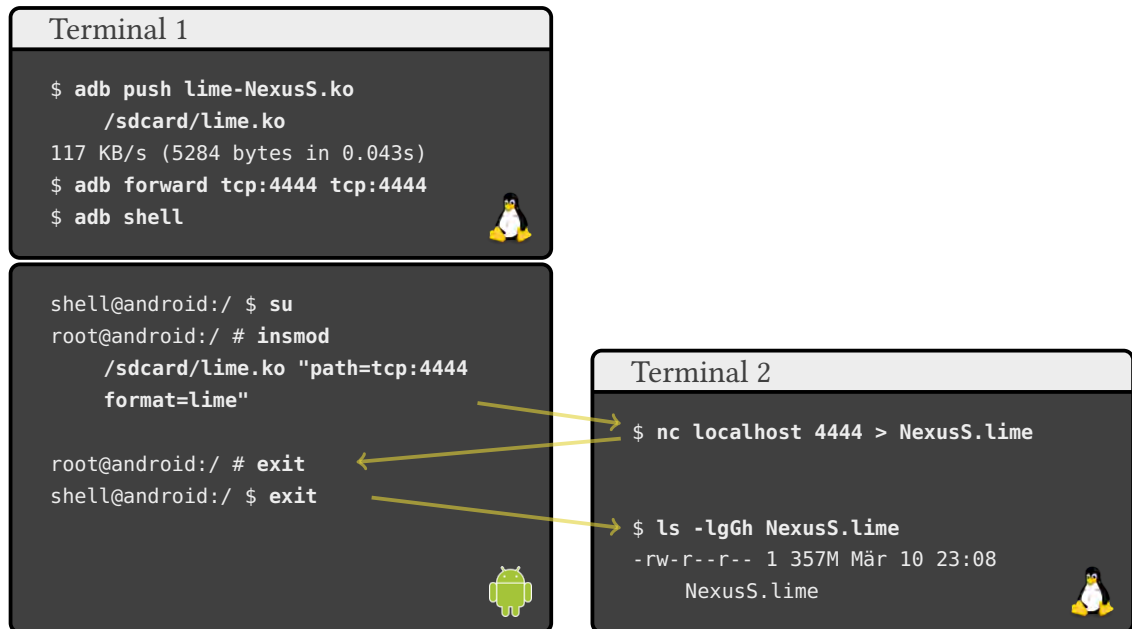 Terminal 1
$ adb push lime-NexusS.ko
/sdcard/lime.ko
117 KB/s (5284 bytes in 0.043s)
$ adb forward tcp:4444 tcp:4444
$ adb shell
shell@android:/ $ su
root@android:/ # insmod
/sdcard/lime.ko "path=tcp:4444
format=lime"
root@android:/ # exit
shell@android:/ $ exit
Terminal 2
$ nc localhost 4444 > NexusS.lime
$ ls -lgGh NexusS.lime
-rw-r--r-- 1 357M Mär 10 23:08
NexusS.lime